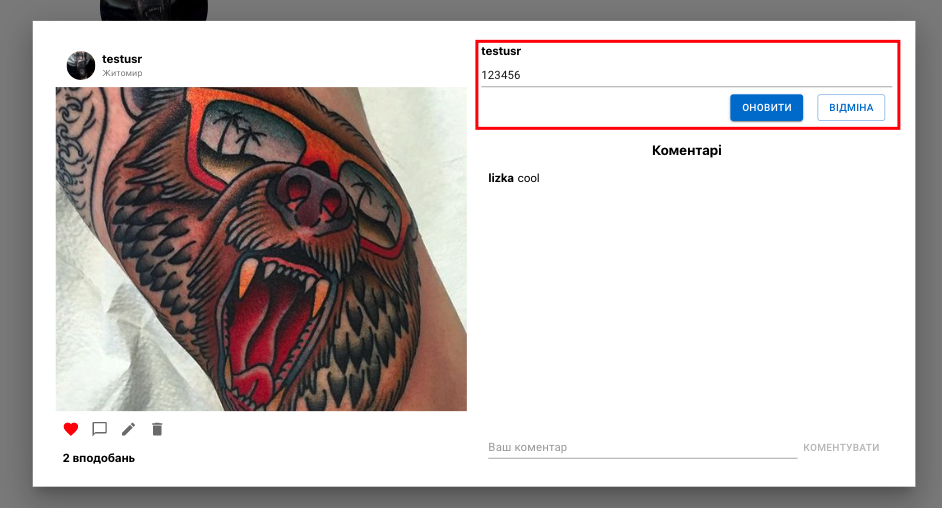 testusr
Житомир
2 вподобань
testusr
123456
ОНОВИТИ
ВІДМІНА
Коментарі
lizka cool
Ваш коментар
КОМЕНТУВАТИ